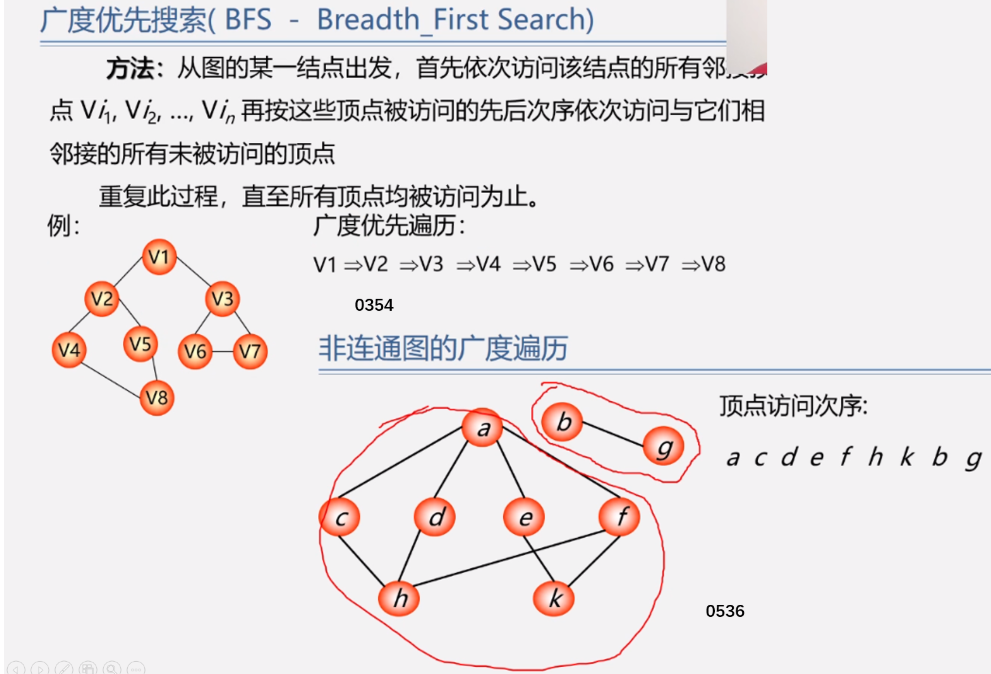 广度优先搜索( BFS - Breadth_First Search)
方法：从图的某一结点出发，首先依次访问该结点的所有邻
点 Vi1, Vi2, ..., Vin 再按这些顶点被访问的先后次序依次访问与它们相
邻接的所有未被访问的顶点
重复此过程，直至所有顶点均被访问为止。
例：
广度优先遍历：
V1 ⇒V2 ⇒V3 ⇒V4 ⇒V5 ⇒V6 ⇒V7 ⇒V8
V1
V2 V3
V4 V5 V6 V7
V8
0354
非连通图的广度遍历
顶点访问次序:
a c d e f h k b g
a b
g
c d e f
h k
0536